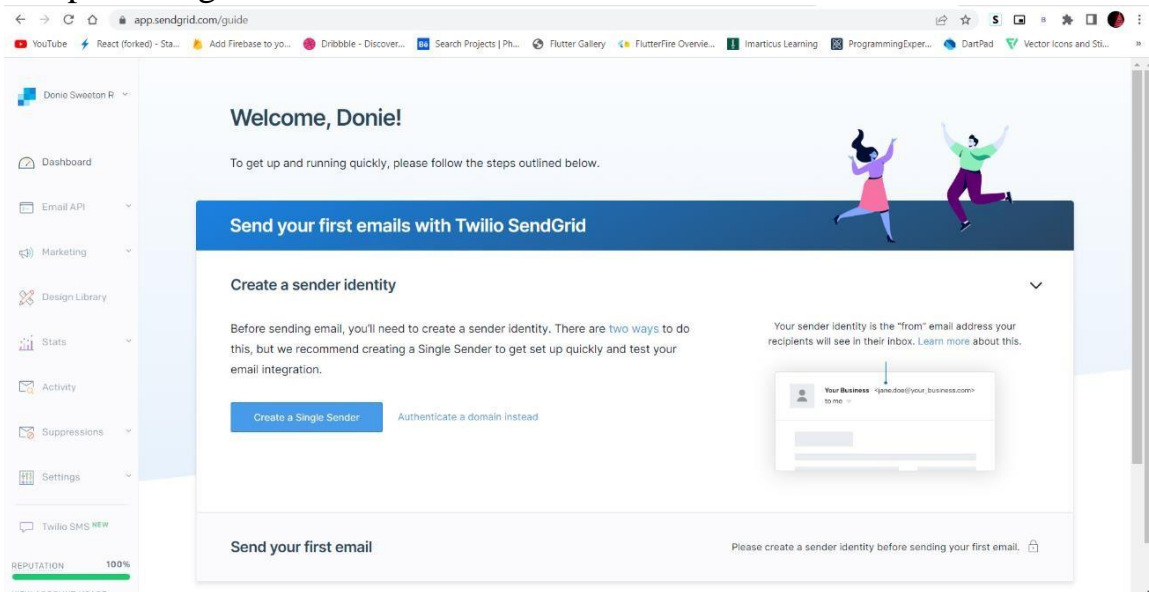 app.sendgrid.com/guide
YouTube
React (forked) - Sta...
Add Firebase to yo...
Dribbble - Discover...
Search Projects | Ph...
Flutter Gallery
FlutterFire Overvie...
Imarticus Learning
ProgrammingExper...
DartPad
Vector Icons and Sti...
Donie Sweeton R
Dashboard
Email API
Marketing
Design Library
Stats
Activity
Suppressions
Settings
Twilio SMS NEW
REPUTATION 100%
Welcome, Donie!
To get up and running quickly, please follow the steps outlined below.
Send your first emails with Twilio SendGrid
Create a sender identity
Before sending email, you'll need to create a sender identity. There are two ways to do
this, but we recommend creating a Single Sender to get set up quickly and test your
email integration.
Create a Single Sender
Authenticate a domain instead
Your sender identity is the "from" email address your
recipients will see in their inbox. Learn more about this.
Your Business <jane.doe@your_business.com>
to me
Send your first email
Please create a sender identity before sending your first email.